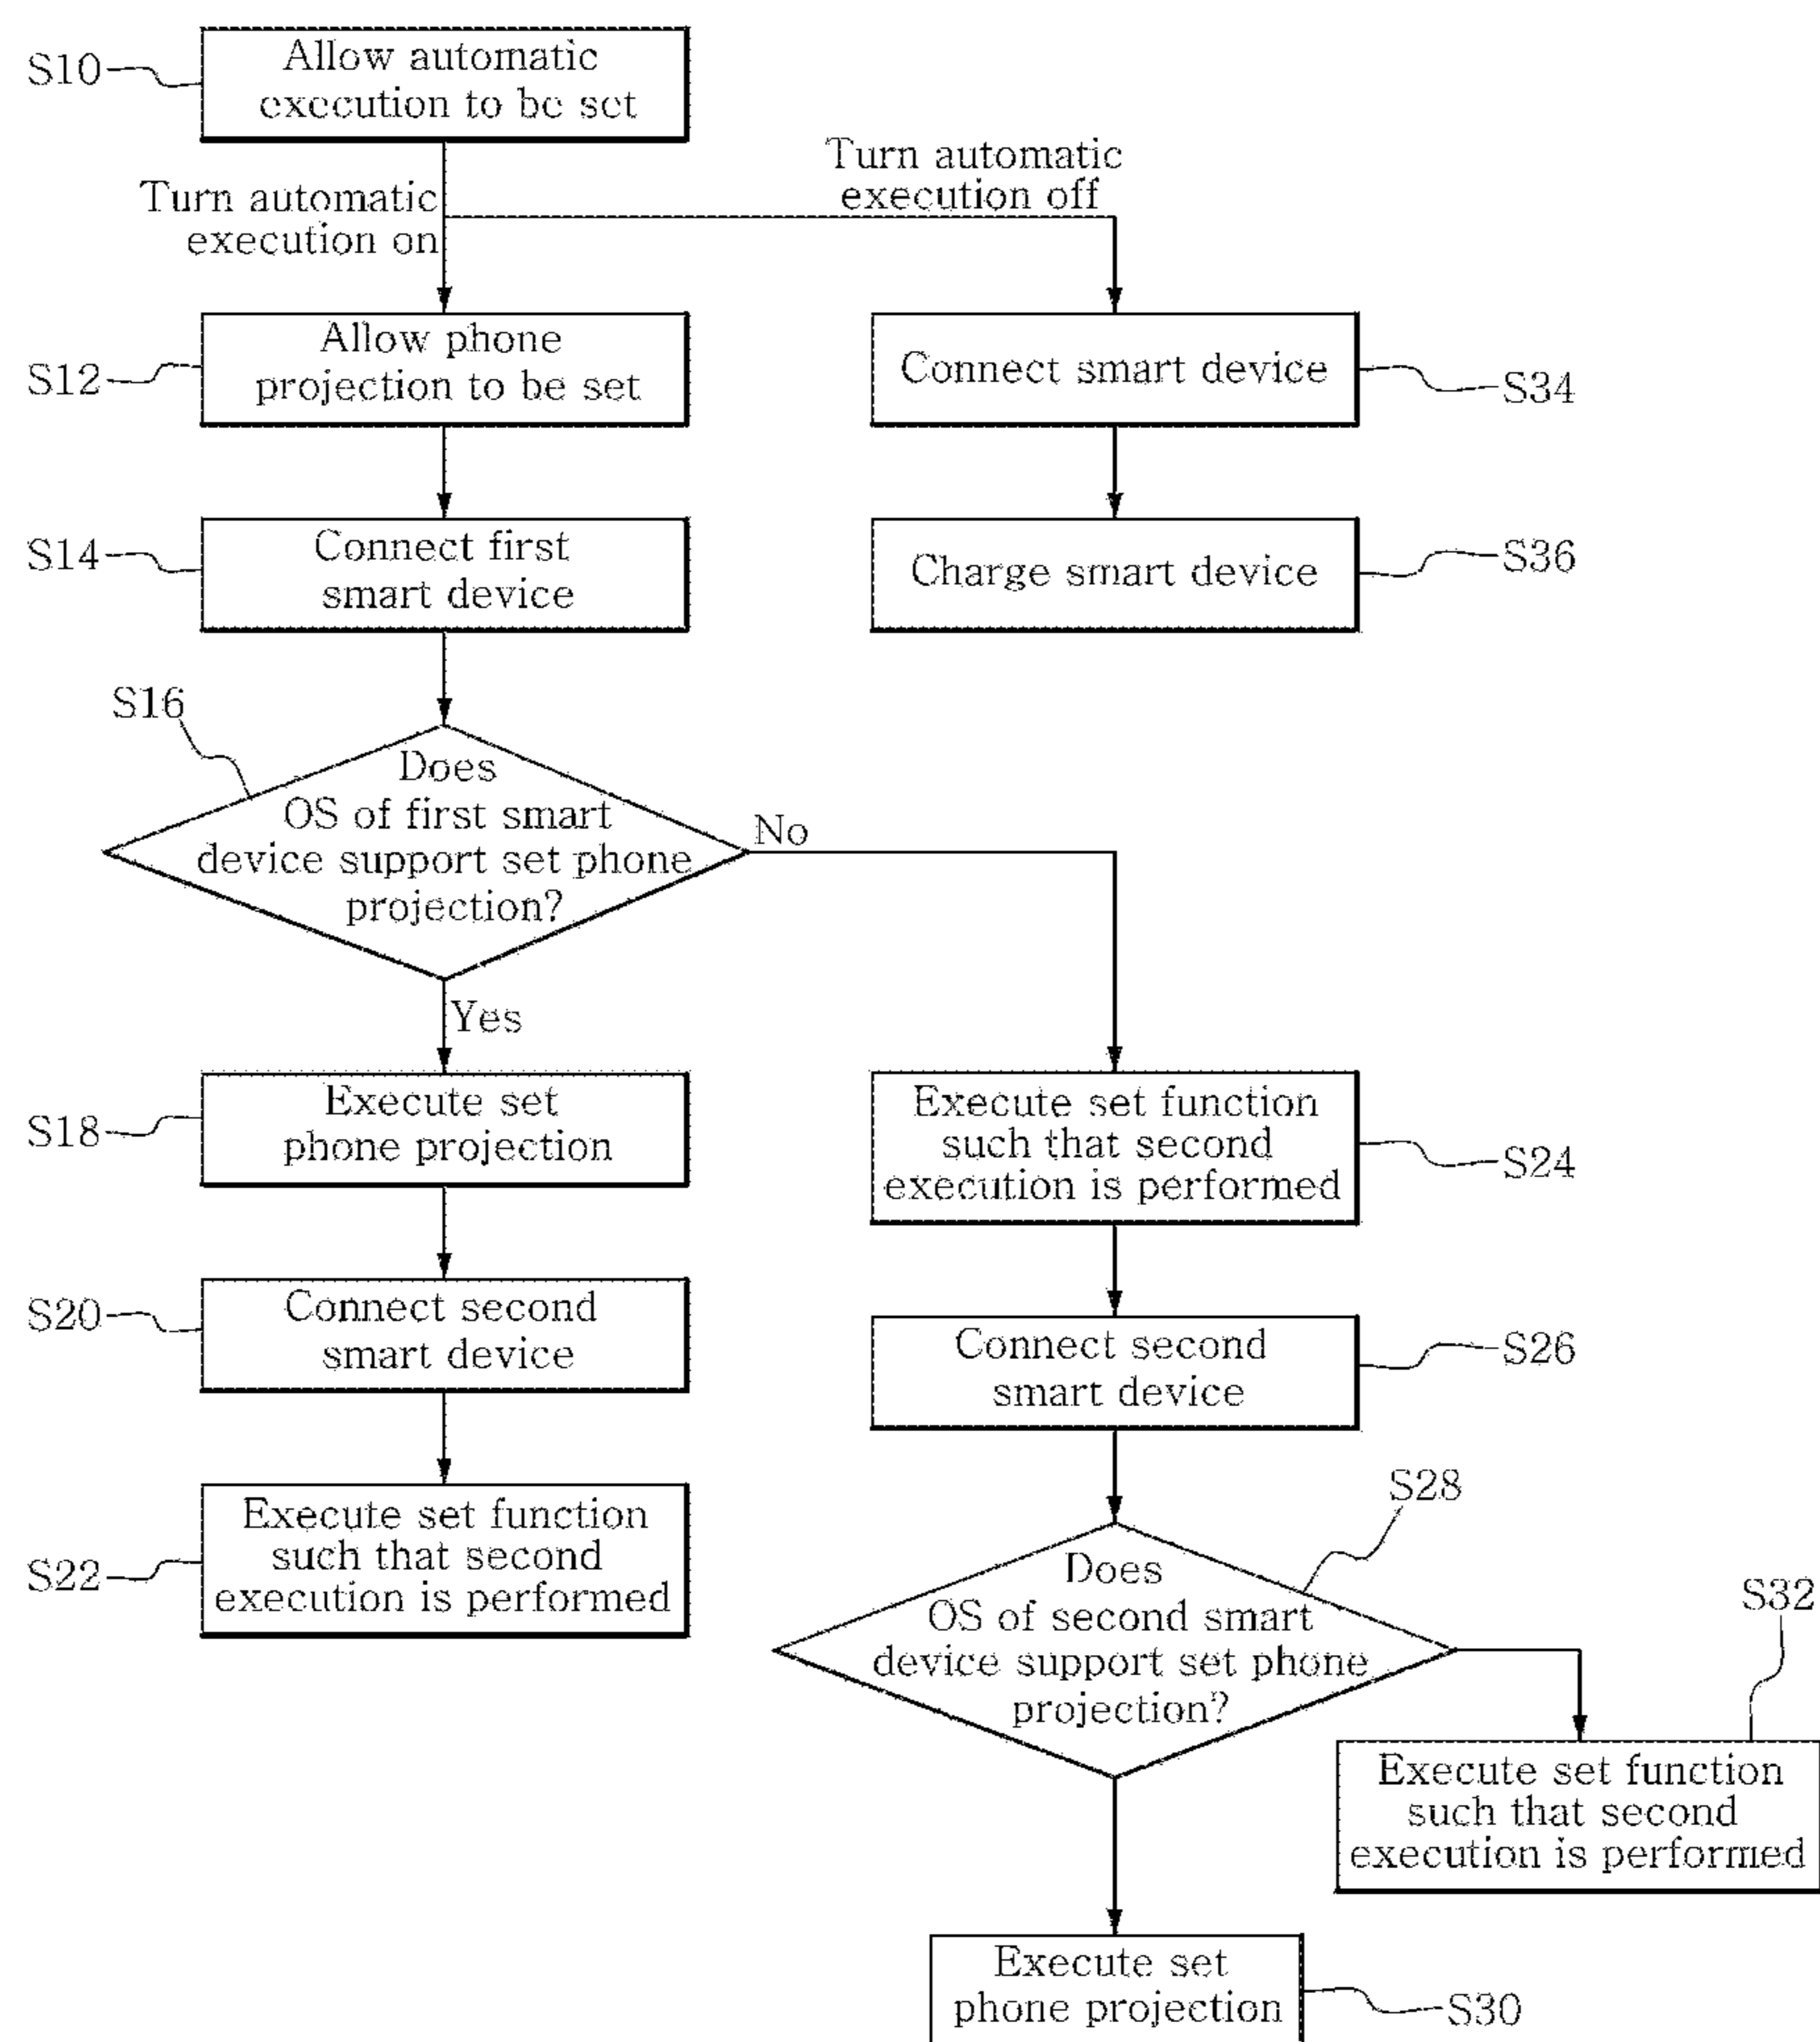 S10
Allow automatic
execution to be set
Turn automatic
execution on
Turn automatic
execution off
S12
Allow phone
projection to be set
Connect smart device
S34
S14
Connect first
smart device
Charge smart device
S36
S16
Does
OS of first smart
device support set phone
projection?
No
Yes
S18
Execute set
phone projection
Execute set function
such that second
execution is performed
S24
S20
Connect second
smart device
Connect second
smart device
S26
S22
Execute set function
such that second
execution is performed
S28
Does
OS of second smart
device support set phone
projection?
S32
Execute set function
such that second
execution is performed
Execute set
phone projection
S30